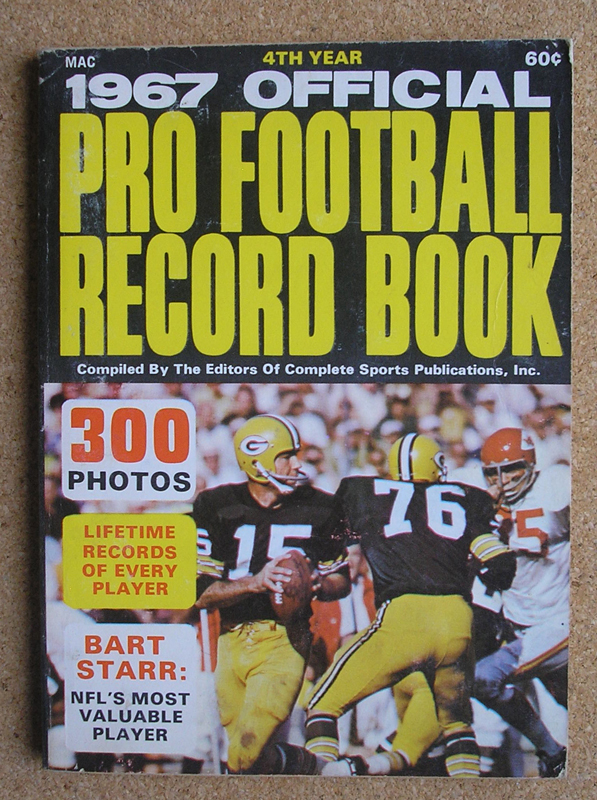 MAC
4TH YEAR
60¢
1967 OFFICIAL
PRO FOOTBALL
RECORD BOOK
Compiled By The Editors Of Complete Sports Publications, Inc.
300
PHOTOS
LIFETIME
RECORDS
OF EVERY
PLAYER
BART
STARR:
NFL'S MOST
VALUABLE
PLAYER
G
15
76
5